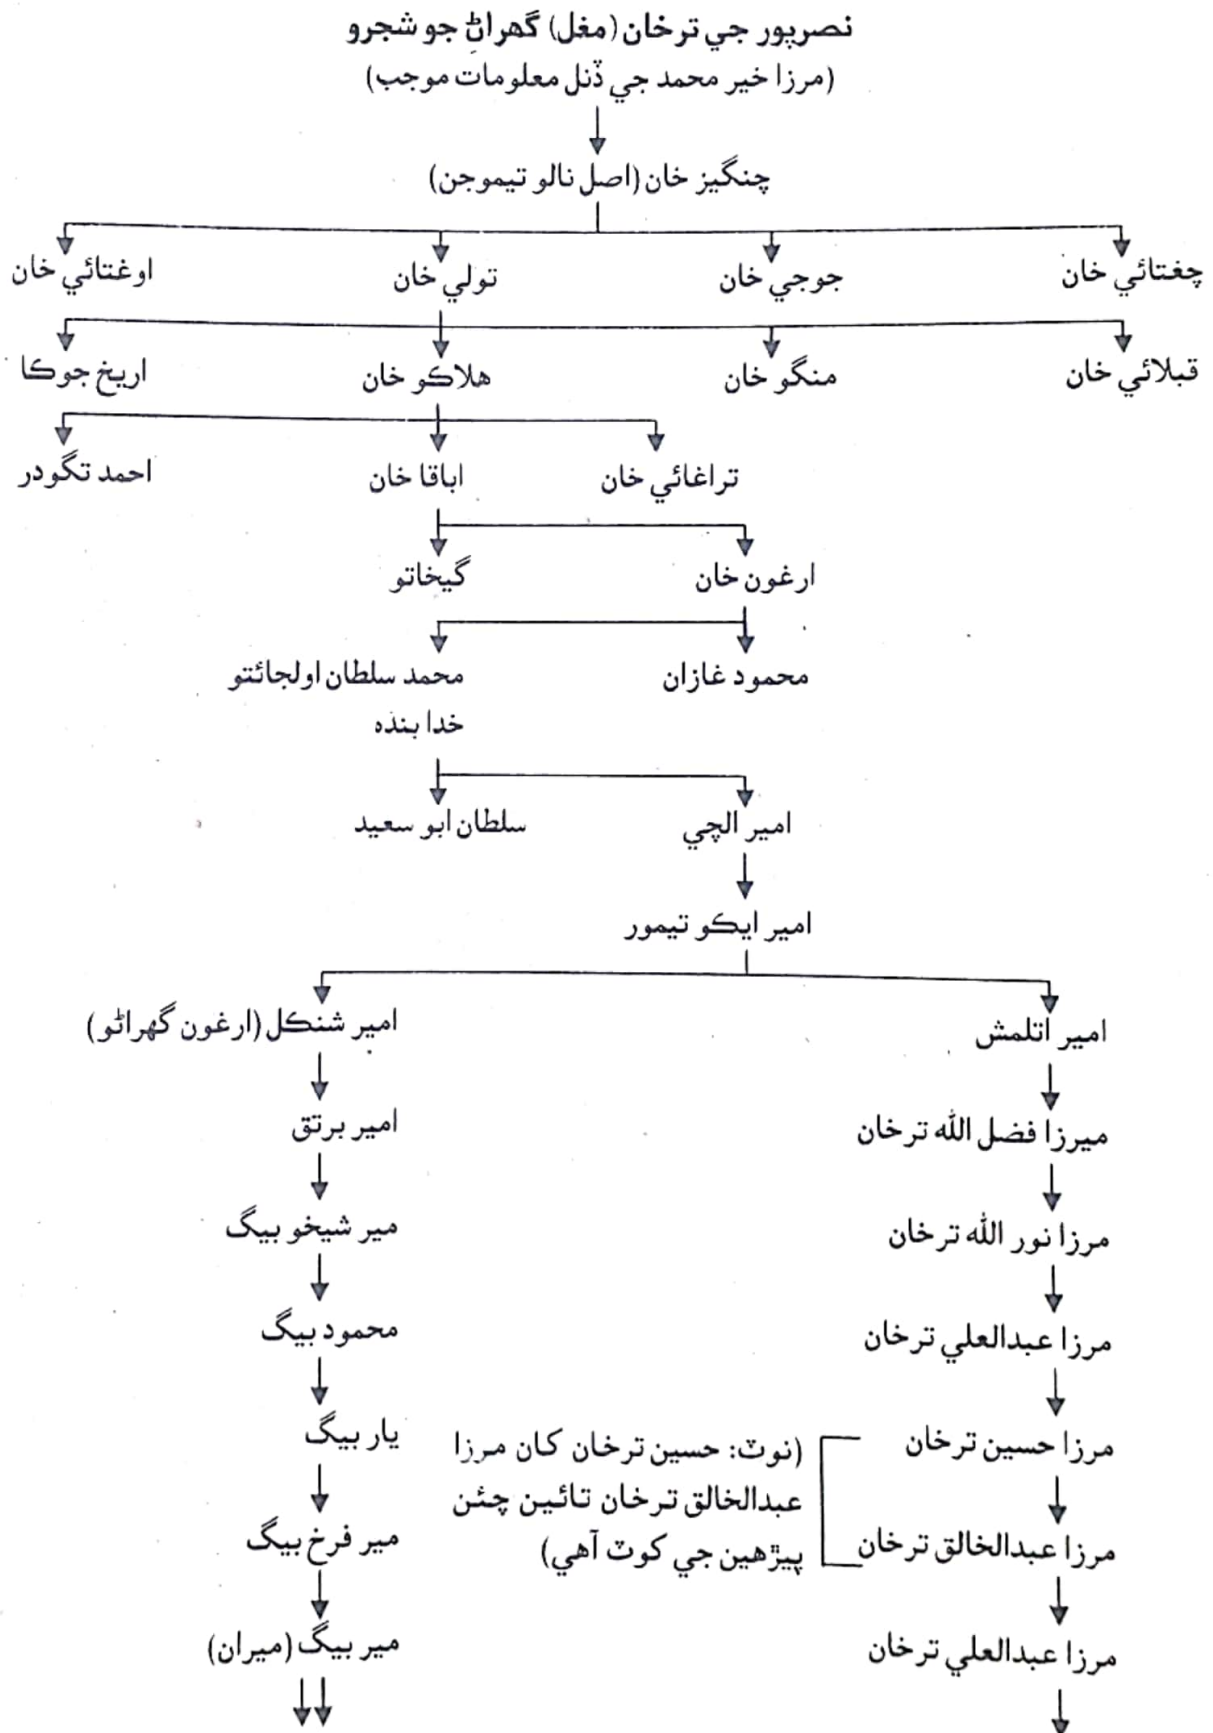 نصرپور جي ترخان (مغل) گهراڻ جو شجرو
(مرزا خير محمد جي ڏنل معلومات موجب)
چنگيز خان (اصل نالو تيموجن)
چغتائي خان
جوجي خان
تولي خان
اوغتائي خان
قبلائي خان
منگو خان
هلاڪو خان
اريخ جوڪا
تراغائي خان
اباقا خان
احمد تگودر
ارغون خان
گيخاتو
محمود غازان
محمد سلطان اولجائتو
خدا بنده
امير الچي
سلطان ابو سعيد
امير ايڪو تيمور
امير اتلمش
امير شنڪل (ارغون گهراڻو)
ميرزا فضل الله ترخان
امير برتق
مرزا نور الله ترخان
مير شيخو بيگ
مرزا عبدالعلي ترخان
محمود بيگ
مرزا حسين ترخان
(نوٽ: حسين ترخان کان مرزا
عبدالخالق ترخان تائين چئن
پيڙهين جي کوٽ آهي)
يار بيگ
مرزا عبدالخالق ترخان
مير فرخ بيگ
مرزا عبدالعلي ترخان
مير بيگ (ميران)